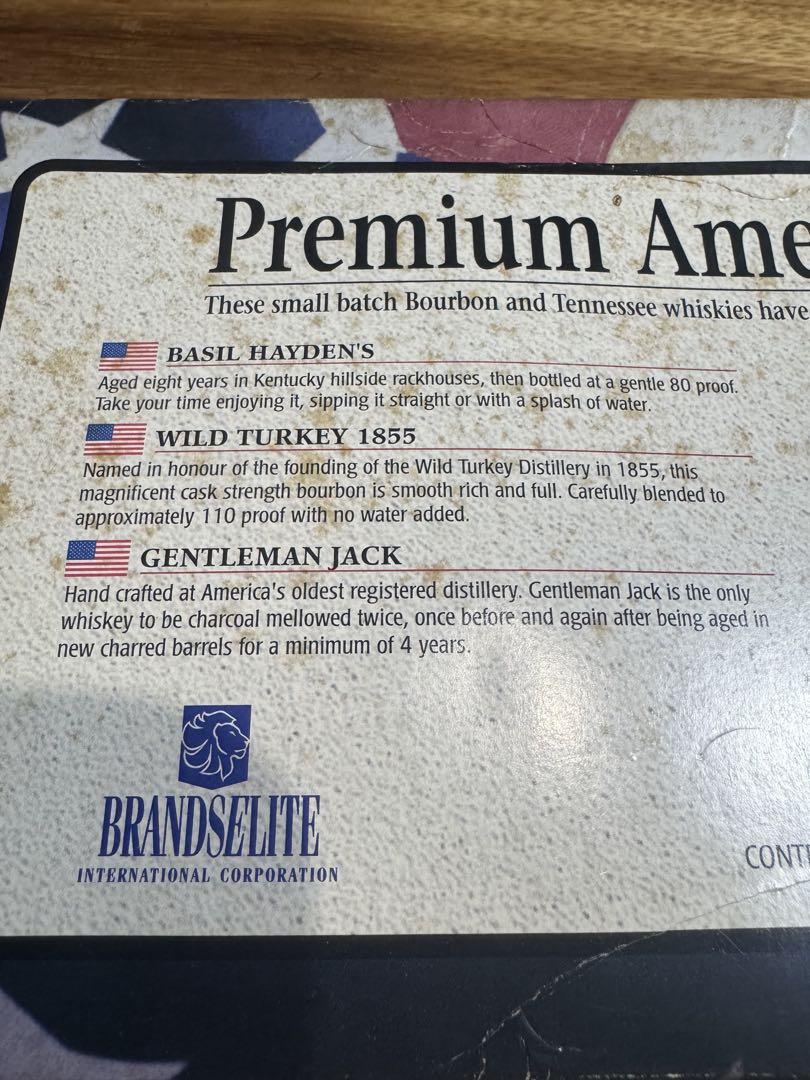 Premium Ame
These small batch Bourbon and Tennessee whiskies have
BASIL HAYDEN'S
Aged eight years in Kentucky hillside rackhouses, then bottled at a gentle 80 proof.
Take your time enjoying it, sipping it straight or with a splash of water.
WILD TURKEY 1855
Named in honour of the founding of the Wild Turkey Distillery in 1855, this
magnificent cask strength bourbon is smooth rich and full. Carefully blended to
approximately 110 proof with no water added.
GENTLEMAN JACK
Hand crafted at America's oldest registered distillery. Gentleman Jack is the only
whiskey to be charcoal mellowed twice, once before and again after being aged in
new charred barrels for a minimum of 4 years.
BRANDSELITE
INTERNATIONAL CORPORATION
CONT